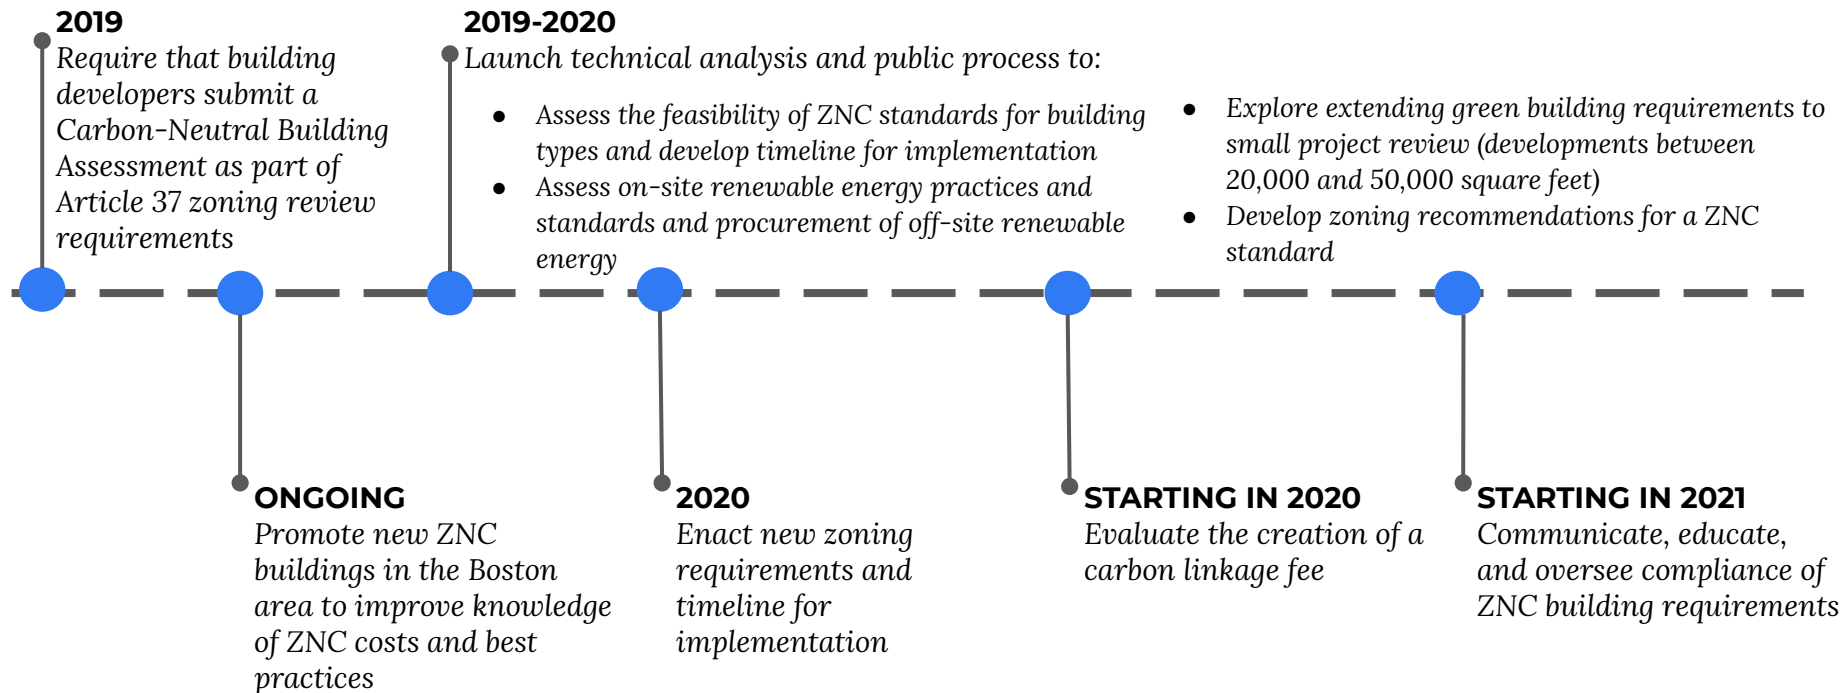 2019
Require that building
developers submit a
Carbon-Neutral Building
Assessment as part of
Article 37 zoning review
requirements
2019-2020
Launch technical analysis and public process to:
● Assess the feasibility of ZNC standards for building
types and develop timeline for implementation
● Assess on-site renewable energy practices and
standards and procurement of off-site renewable
energy
● Explore extending green building requirements to
small project review (developments between
20,000 and 50,000 square feet)
● Develop zoning recommendations for a ZNC
standard
ONGOING
Promote new ZNC
buildings in the Boston
area to improve knowledge
of ZNC costs and best
practices
2020
Enact new zoning
requirements and
timeline for
implementation
STARTING IN 2020
Evaluate the creation of a
carbon linkage fee
STARTING IN 2021
Communicate, educate,
and oversee compliance of
ZNC building requirements